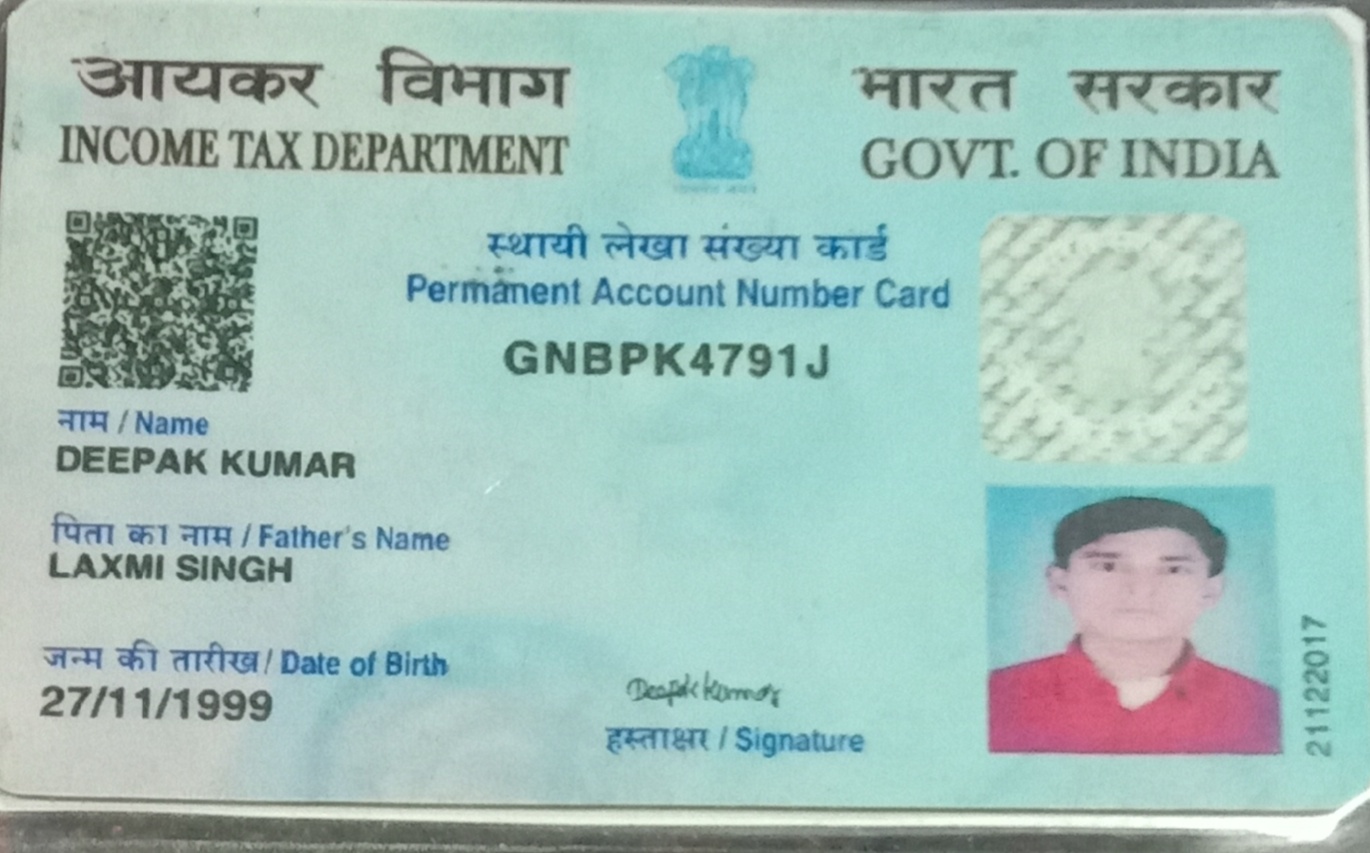 आयकर विभाग
INCOME TAX DEPARTMENT
भारत सरकार
GOVT. OF INDIA
स्थायी लेखा संख्या कार्ड
Permanent Account Number Card
GNBPK4791J
नाम / Name
DEEPAK KUMAR
पिता का नाम / Father's Name
LAXMI SINGH
जन्म की तारीख / Date of Birth
27/11/1999
Deepak Kumar
हस्ताक्षर / Signature
21122017